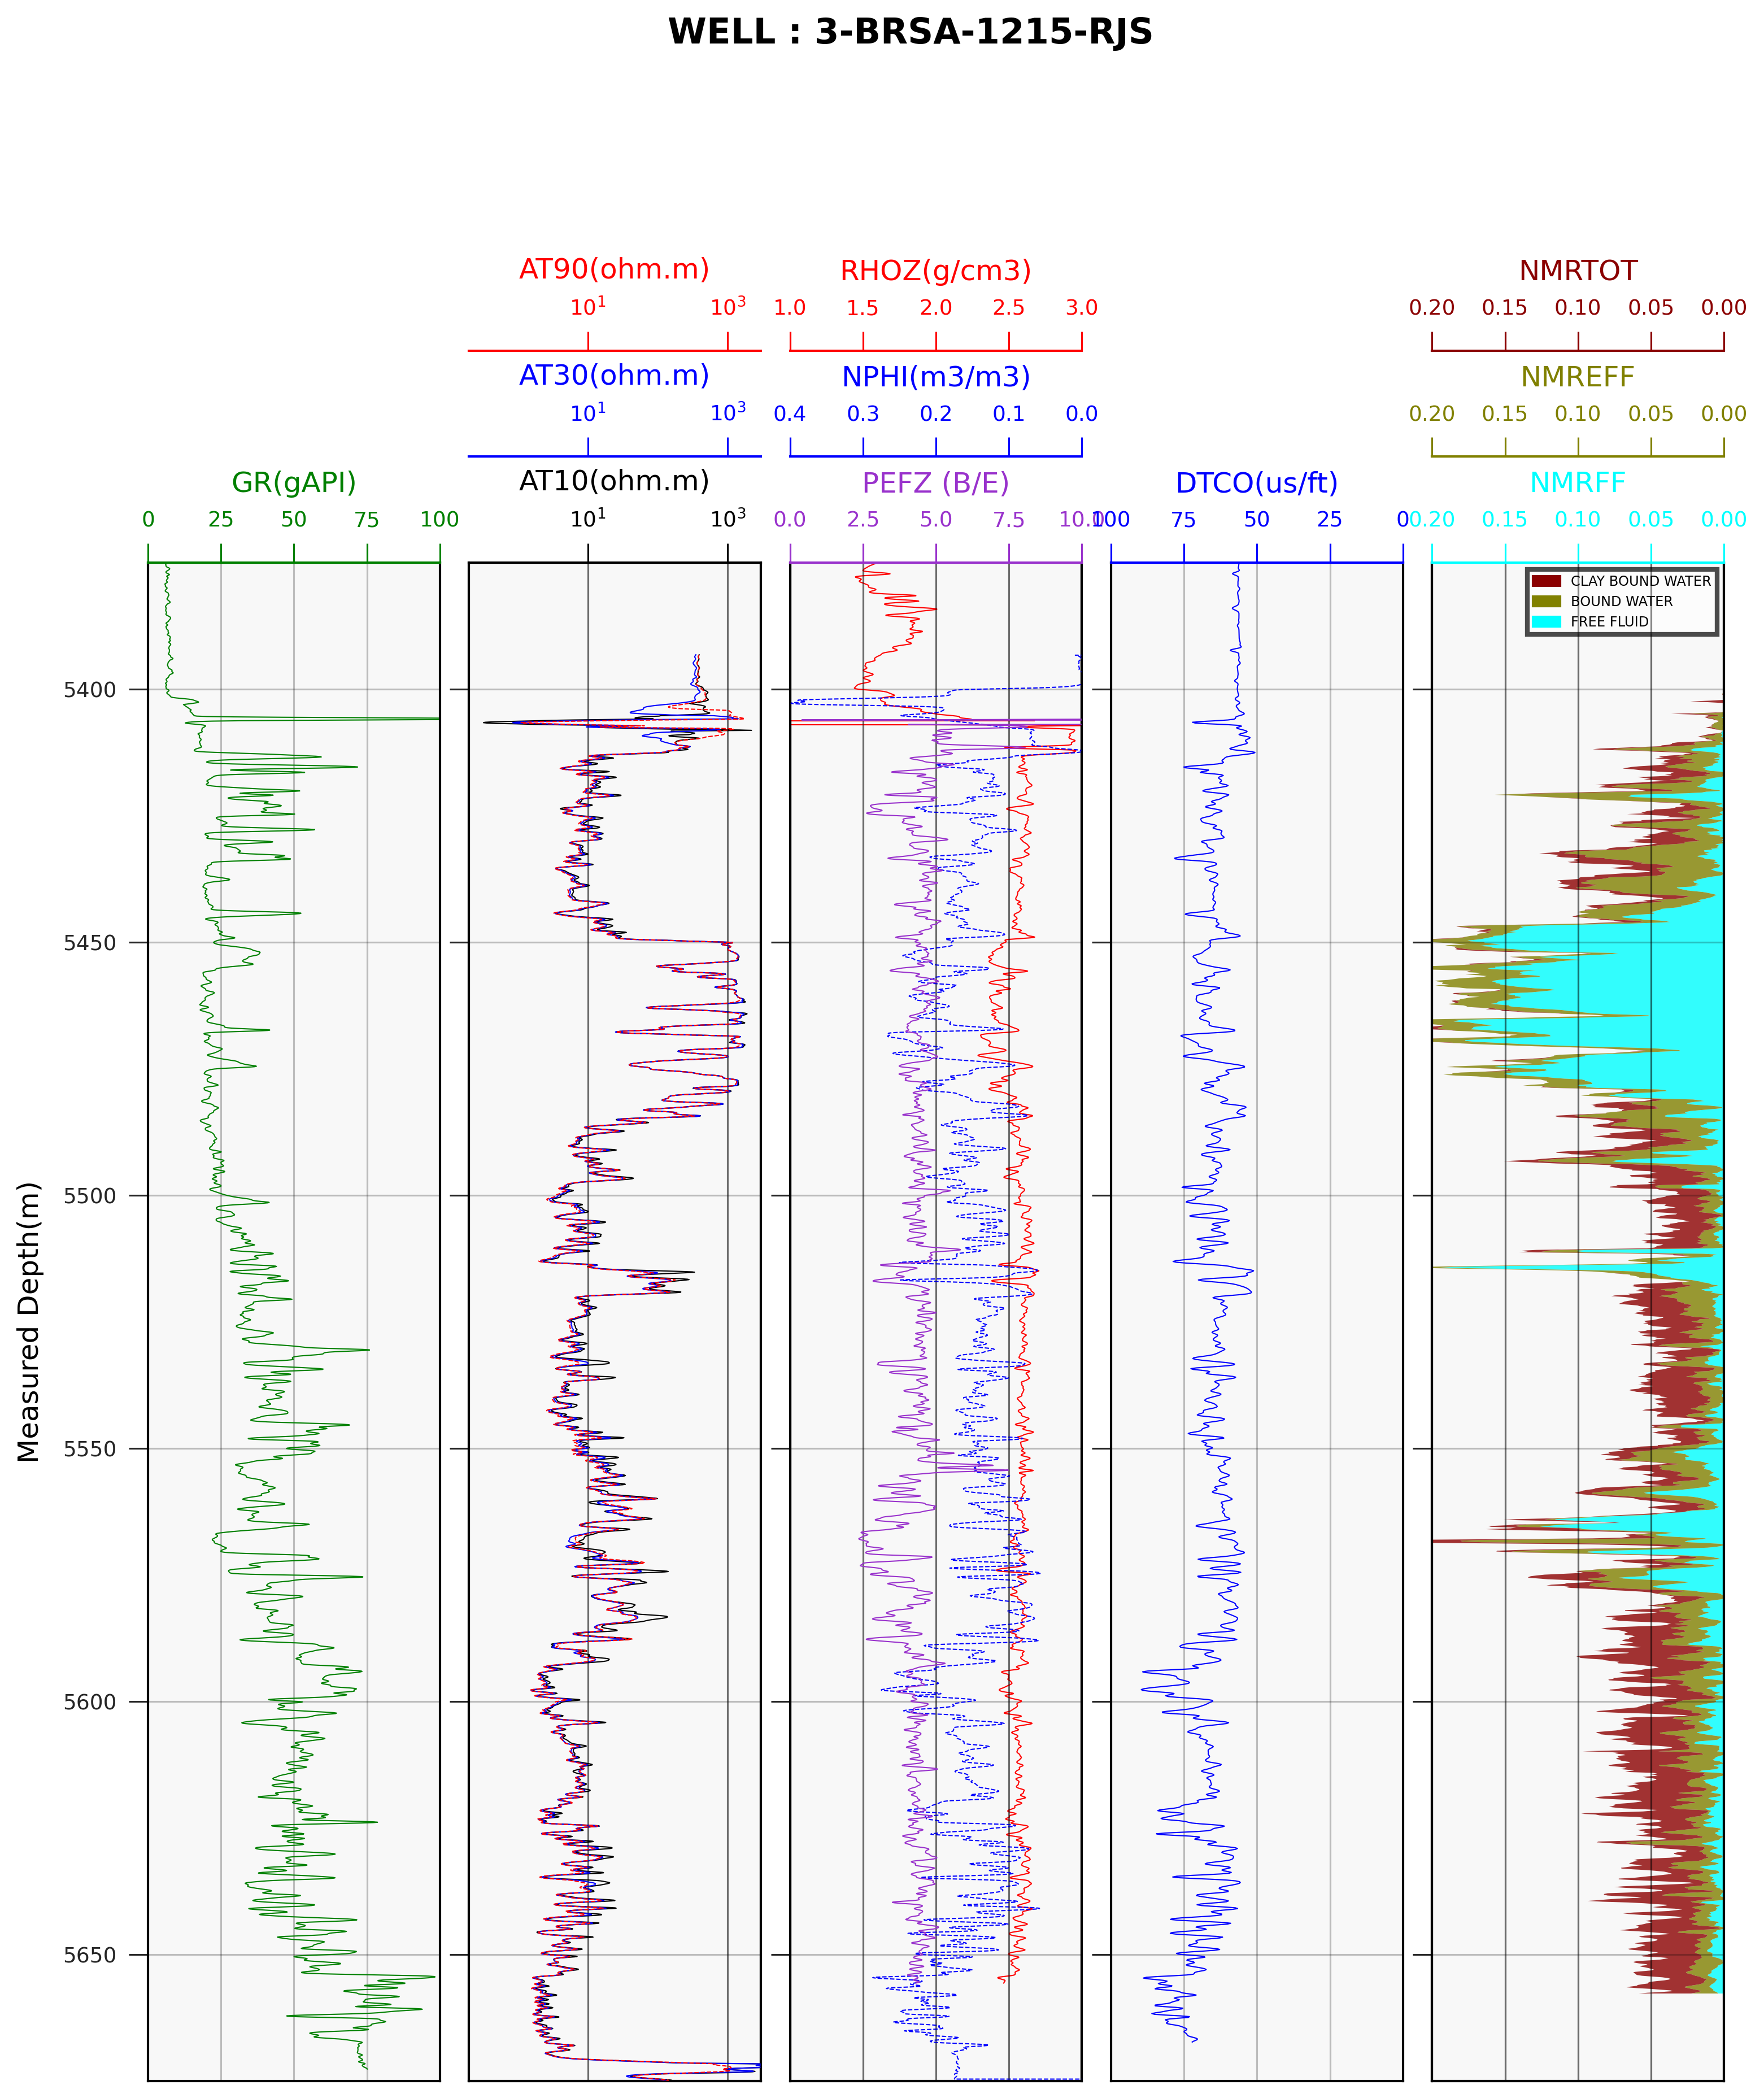 WELL : 3-BRSA-1215-RJS
AT90(ohm.m) RHOZ(g/cm3) NMRTOT
10¹ 10³ 1.0 1.5 2.0 2.5 3.0 0.20 0.15 0.10 0.05 0.00
AT30(ohm.m) NPHI(m3/m3) NMREFF
10¹ 10³ 0.4 0.3 0.2 0.1 0.0 0.20 0.15 0.10 0.05 0.00
GR(gAPI) AT10(ohm.m) PEFZ (B/E) DTCO(us/ft) NMRFF
0 25 50 75 100 10¹ 10³ 0.0 2.5 5.0 7.5 10.0 100 75 50 25 0 0.20 0.15 0.10 0.05 0.00
CLAY BOUND WATER
BOUND WATER
FREE FLUID
5400
5450
5500
Measured Depth(m)
5550
5600
5650